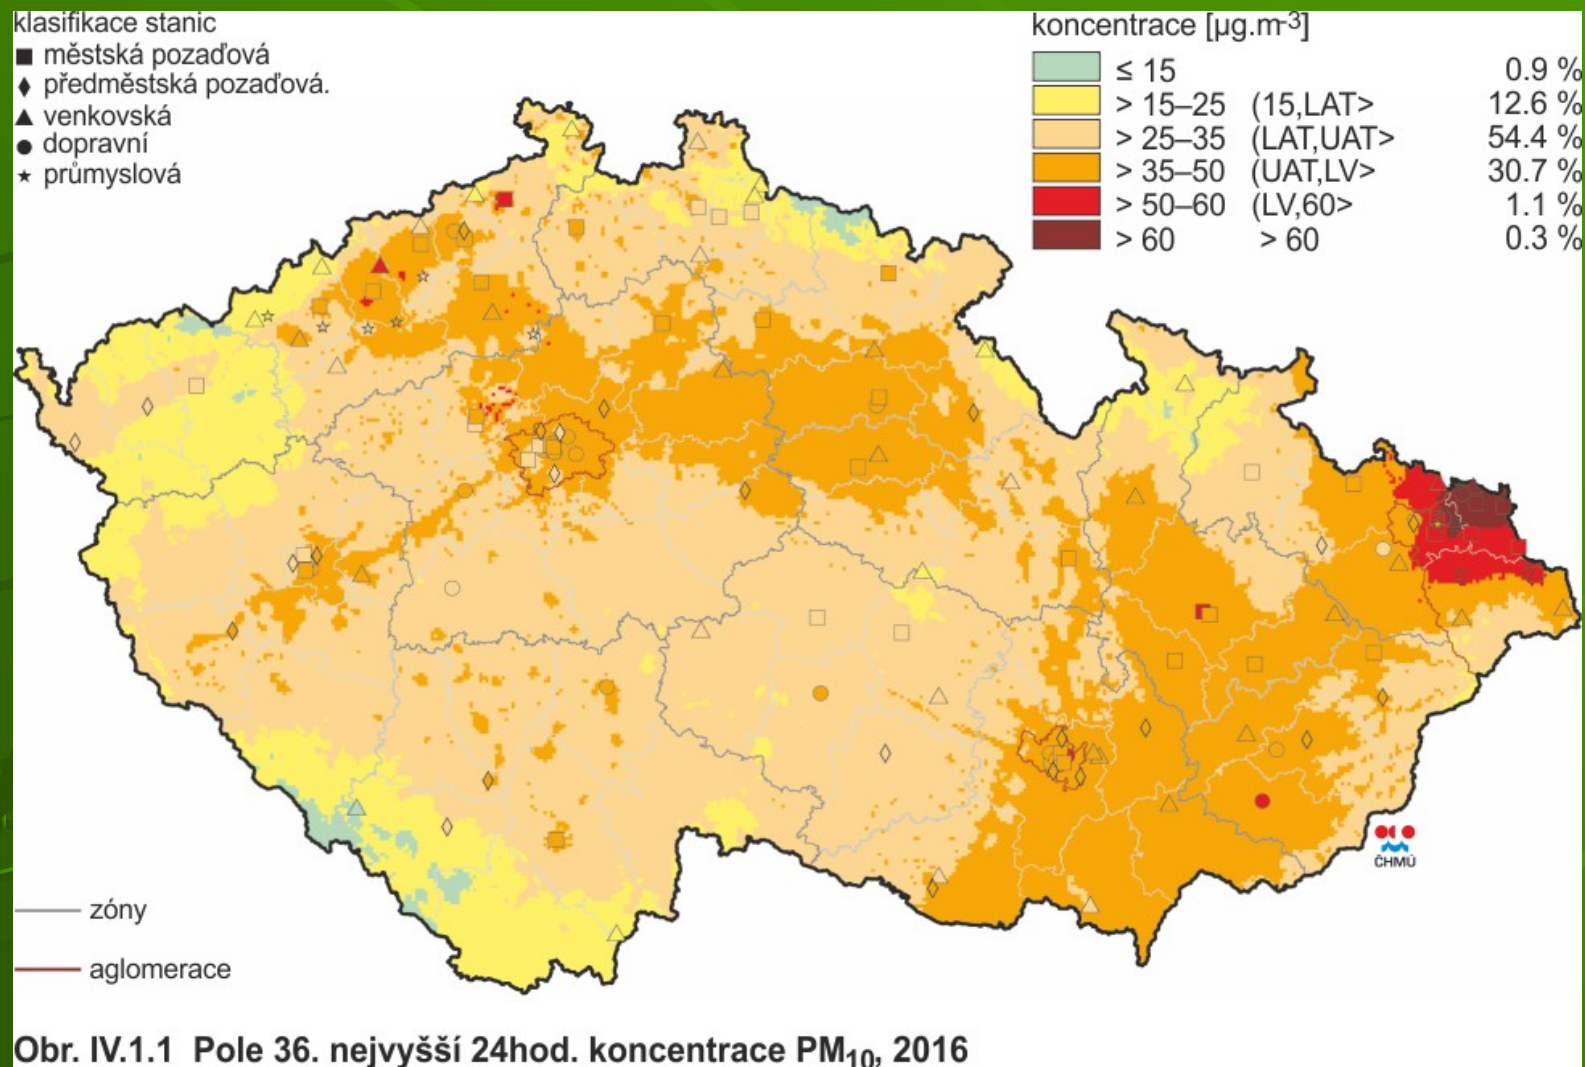 klasifikace stanic
městská pozaďová
předměstská pozaďová.
venkovská
dopravní
průmyslová
koncentrace [µg.m-3]
≤ 15 0.9 %
> 15–25 (15,LAT> 12.6 %
> 25–35 (LAT,UAT> 54.4 %
> 35–50 (UAT,LV> 30.7 %
> 50–60 (LV,60> 1.1 %
> 60 > 60 0.3 %
ČHMÚ
zóny
aglomerace
Obr. IV.1.1 Pole 36. nejvyšší 24hod. koncentrace PM10, 2016